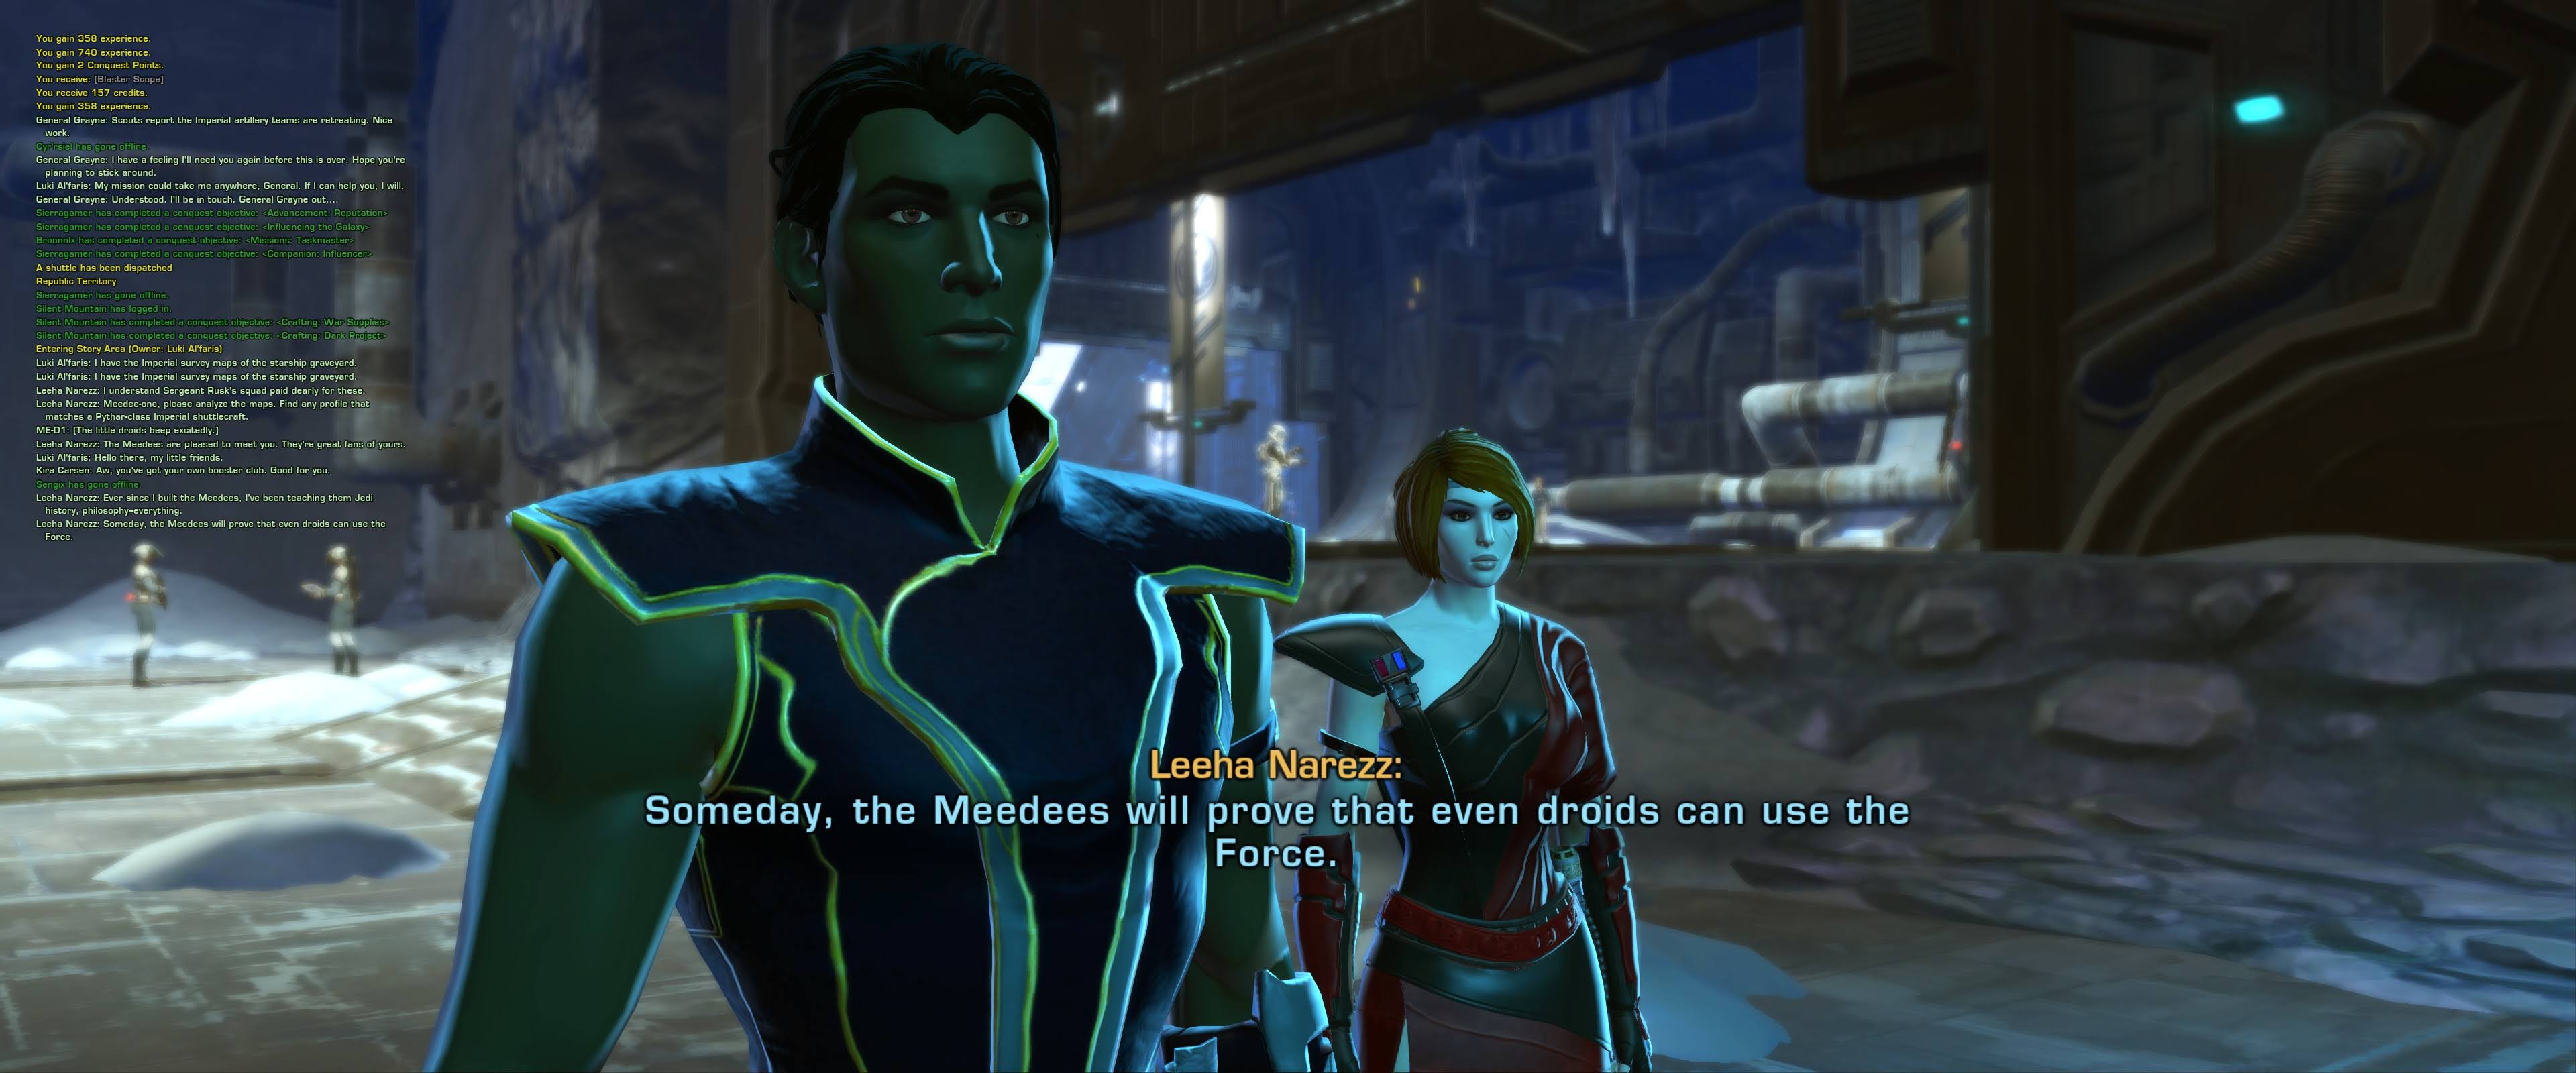 You gain 358 experience.
You gain 740 experience.
You gain 2 Conquest Points.
You receive: [Blaster Scope]
You receive 157 credits.
You gain 358 experience.
General Grayne: Scouts report the Imperial artillery teams are retreating. Nice
work.
Cyr'rsiel has gone offline.
General Grayne: I have a feeling I'll need you again before this is over. Hope you're
planning to stick around.
Luki Al'faris: My mission could take me anywhere, General. If I can help you, I will.
General Grayne: Understood. I'll be in touch. General Grayne out....
Sierragamer has completed a conquest objective: <Advancement: Reputation>
Sierragamer has completed a conquest objective: <Influencing the Galaxy>
Broonnlx has completed a conquest objective: <Missions: Taskmaster>
Sierragamer has completed a conquest objective: <Companion: Influencer>
A shuttle has been dispatched
Republic Territory
Sierragamer has gone offline.
Silent Mountain has logged in.
Silent Mountain has completed a conquest objective: <Crafting: War Supplies>
Silent Mountain has completed a conquest objective: <Crafting: Dark Project>
Entering Story Area (Owner: Luki Al'faris)
Luki Al'faris: I have the Imperial survey maps of the starship graveyard.
Luki Al'faris: I have the Imperial survey maps of the starship graveyard.
Leeha Narezz: I understand Sergeant Rusk's squad paid dearly for these.
Leeha Narezz: Meedee-one, please analyze the maps. Find any profile that
matches a Pythar-class Imperial shuttlecraft.
ME-D1: [The little droids beep excitedly.]
Leeha Narezz: The Meedees are pleased to meet you. They're great fans of yours.
Luki Al'faris: Hello there, my little friends.
Kira Carsen: Aw, you've got your own booster club. Good for you.
Sengix has gone offline.
Leeha Narezz: Ever since I built the Meedees, I've been teaching them Jedi
history, philosophy–everything.
Leeha Narezz: Someday, the Meedees will prove that even droids can use the
Force.
Leeha Narezz:
Someday, the Meedees will prove that even droids can use the
Force.